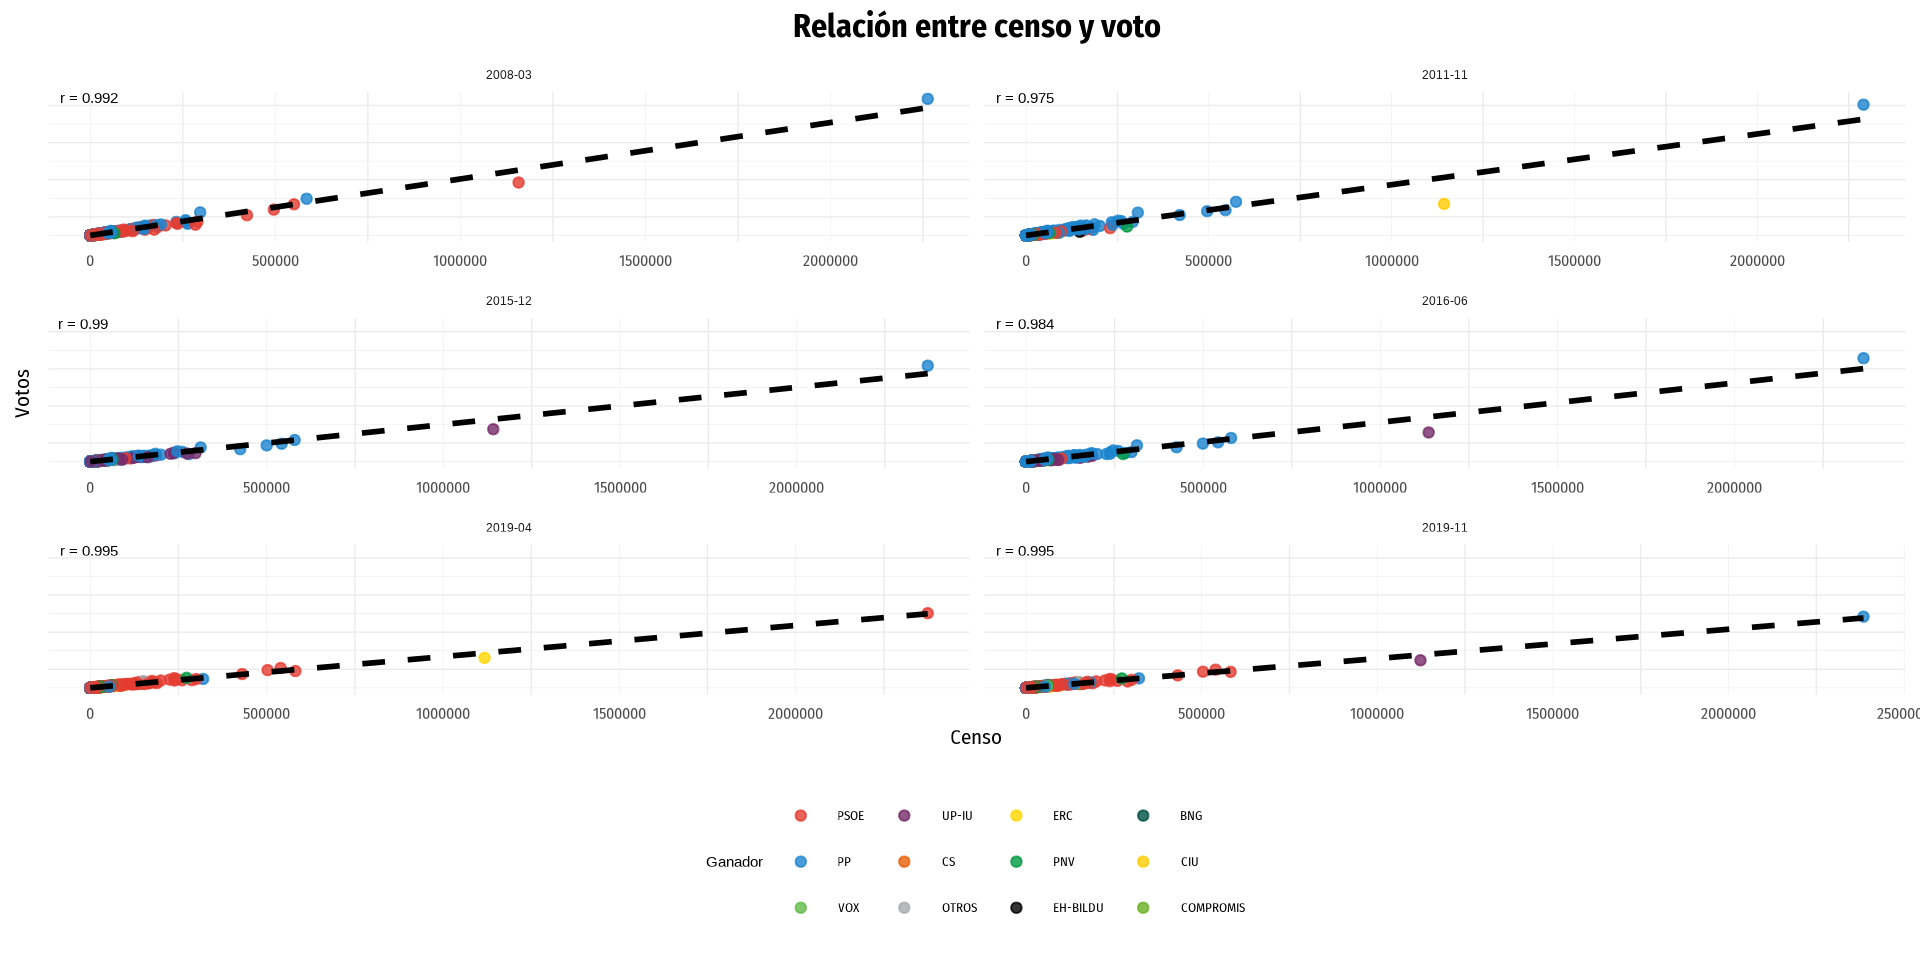 Relación entre censo y voto
2008-03
2011-11
r = 0.992
r = 0.975
0 500000 1000000 1500000 2000000
0 500000 1000000 1500000 2000000
2015-12
2016-06
r = 0.99
r = 0.984
Votos
0 500000 1000000 1500000 2000000
0 500000 1000000 1500000 2000000
2019-04
2019-11
r = 0.995
r = 0.995
0 500000 1000000 1500000 2000000
0 500000 1000000 1500000 2000000 250000
Censo
PSOE UP-IU ERC BNG
Ganador PP CS PNV CIU
VOX OTROS EH-BILDU COMPROMIS